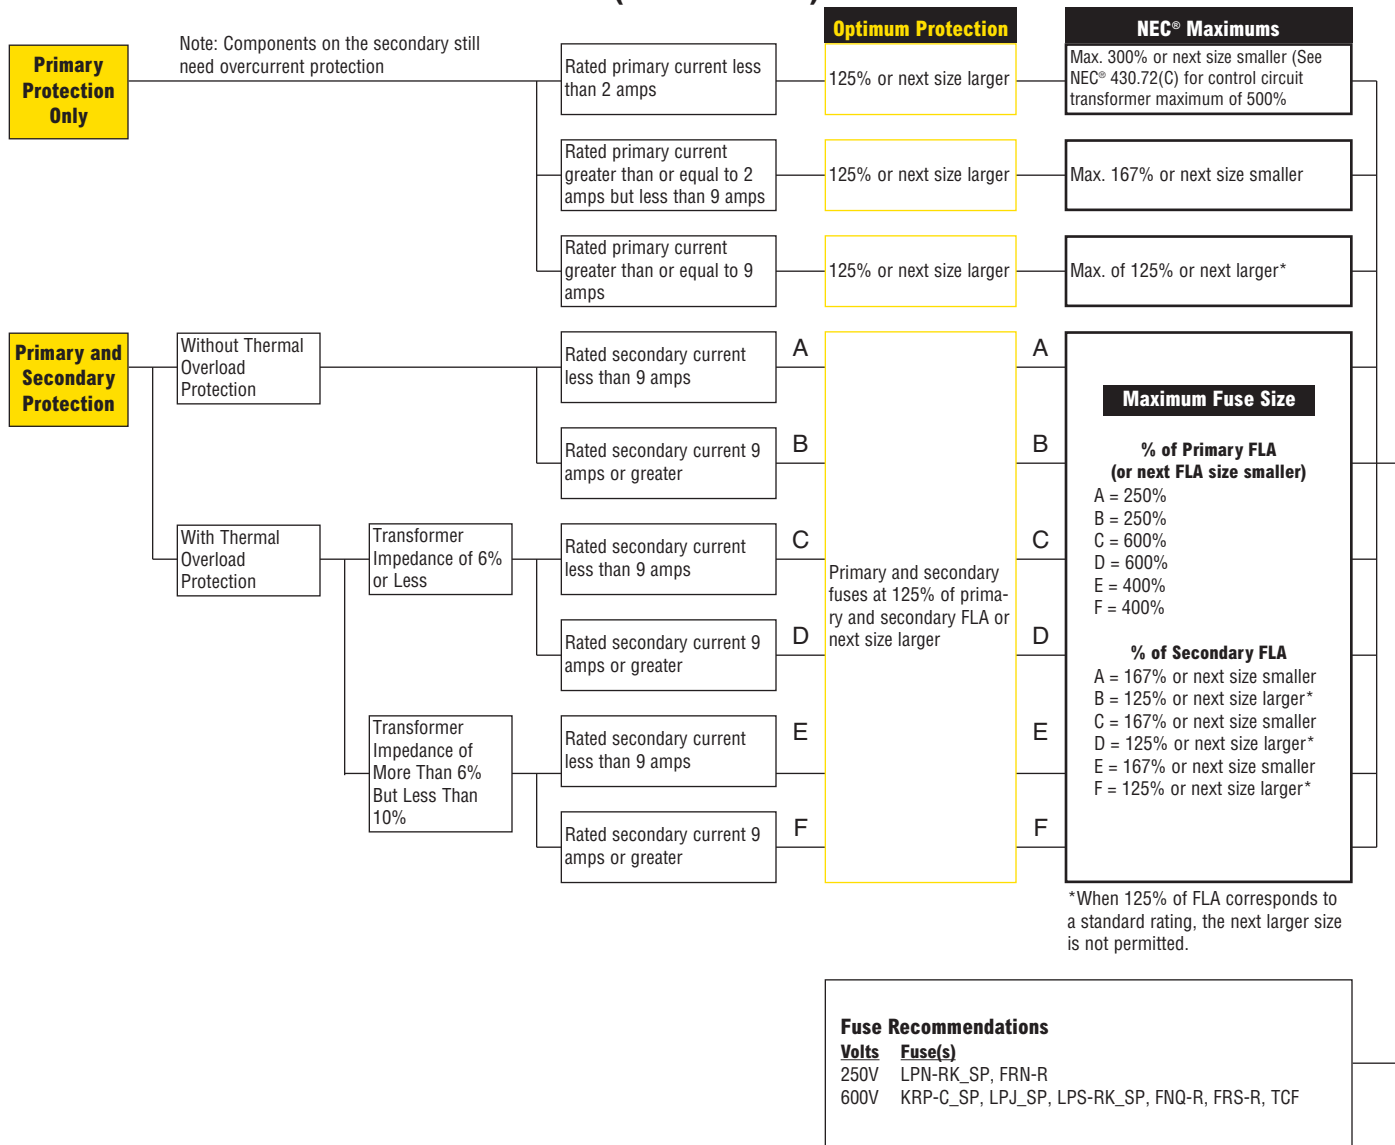 Optimum Protection
NEC® Maximums
Primary
Protection
Only
Note: Components on the secondary still
need overcurrent protection
Rated primary current less
than 2 amps
125% or next size larger
Max. 300% or next size smaller (See
NEC® 430.72(C) for control circuit
transformer maximum of 500%
Rated primary current
greater than or equal to 2
amps but less than 9 amps
125% or next size larger
Max. 167% or next size smaller
Rated primary current
greater than or equal to 9
amps
125% or next size larger
Max. of 125% or next larger*
Primary and
Secondary
Protection
Without Thermal
Overload
Protection
Rated secondary current
less than 9 amps
A
A
Rated secondary current 9
amps or greater
B
B
With Thermal
Overload
Protection
Transformer
Impedance of 6%
or Less
Rated secondary current
less than 9 amps
C
C
Rated secondary current 9
amps or greater
D
D
Transformer
Impedance of
More Than 6%
But Less Than
10%
Rated secondary current
less than 9 amps
E
E
Rated secondary current 9
amps or greater
F
F
Primary and secondary
fuses at 125% of prima-
ry and secondary FLA or
next size larger
Maximum Fuse Size
% of Primary FLA
(or next FLA size smaller)
A = 250%
B = 250%
C = 600%
D = 600%
E = 400%
F = 400%
% of Secondary FLA
A = 167% or next size smaller
B = 125% or next size larger*
C = 167% or next size smaller
D = 125% or next size larger*
E = 167% or next size smaller
F = 125% or next size larger*
*When 125% of FLA corresponds to
a standard rating, the next larger size
is not permitted.
Fuse Recommendations
Volts Fuse(s)
250V LPN-RK_SP, FRN-R
600V KRP-C_SP, LPJ_SP, LPS-RK_SP, FNQ-R, FRS-R, TCF